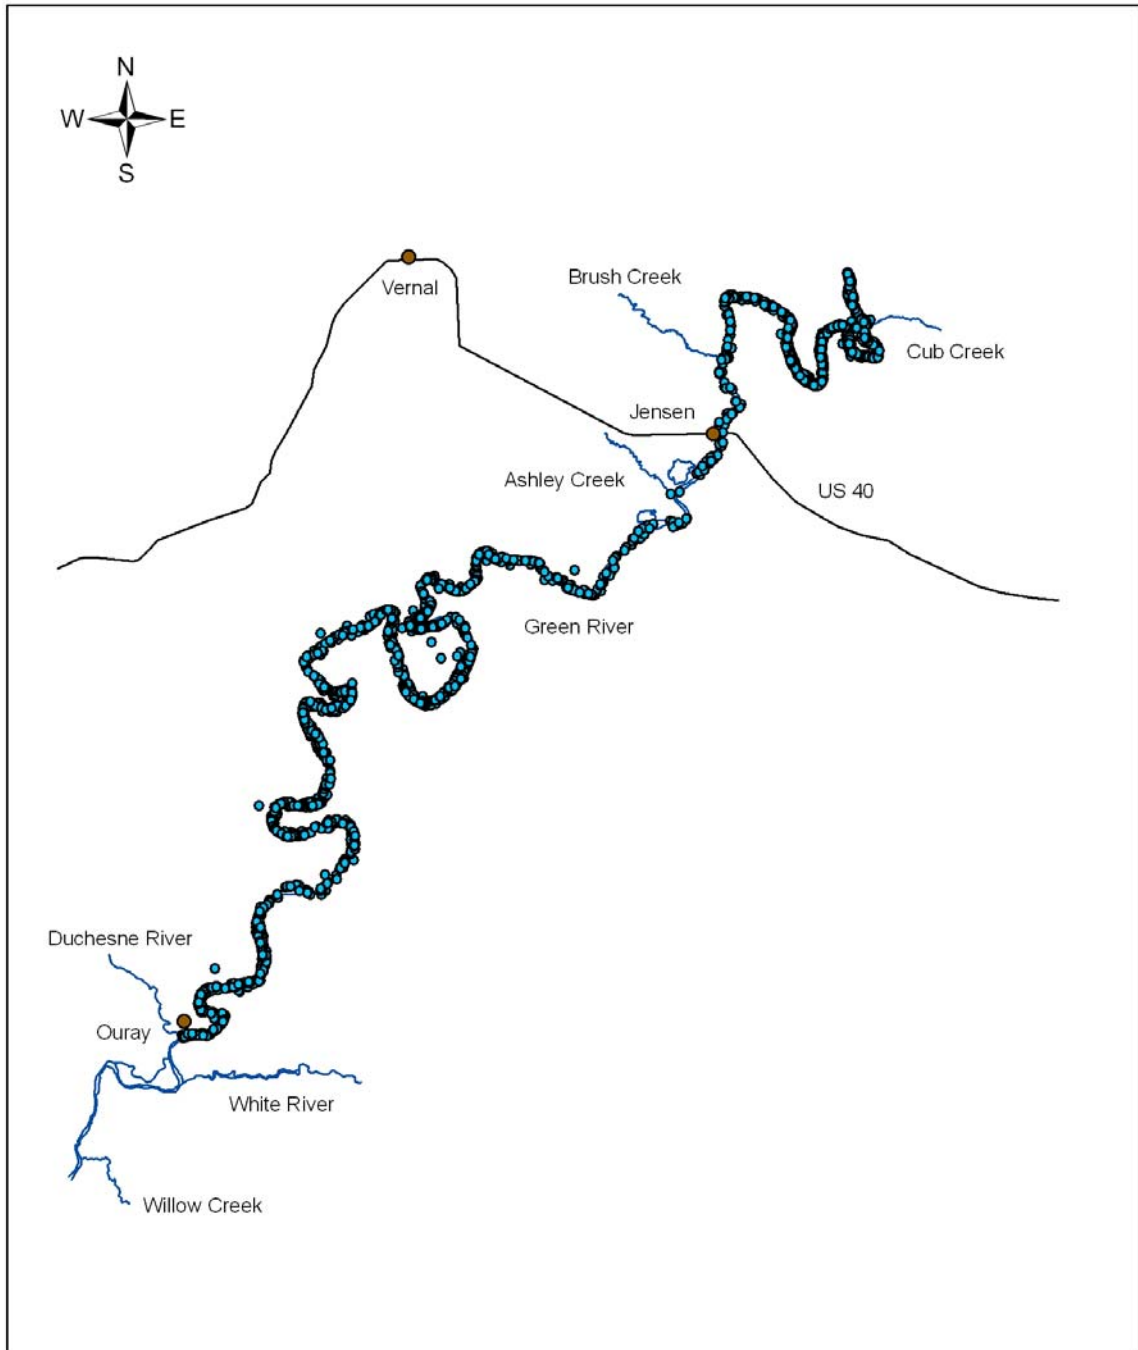 N
W E
S
Vernal
Brush Creek
Cub Creek
Jensen
Ashley Creek
US 40
Green River
Duchesne River
Ouray
White River
Willow Creek